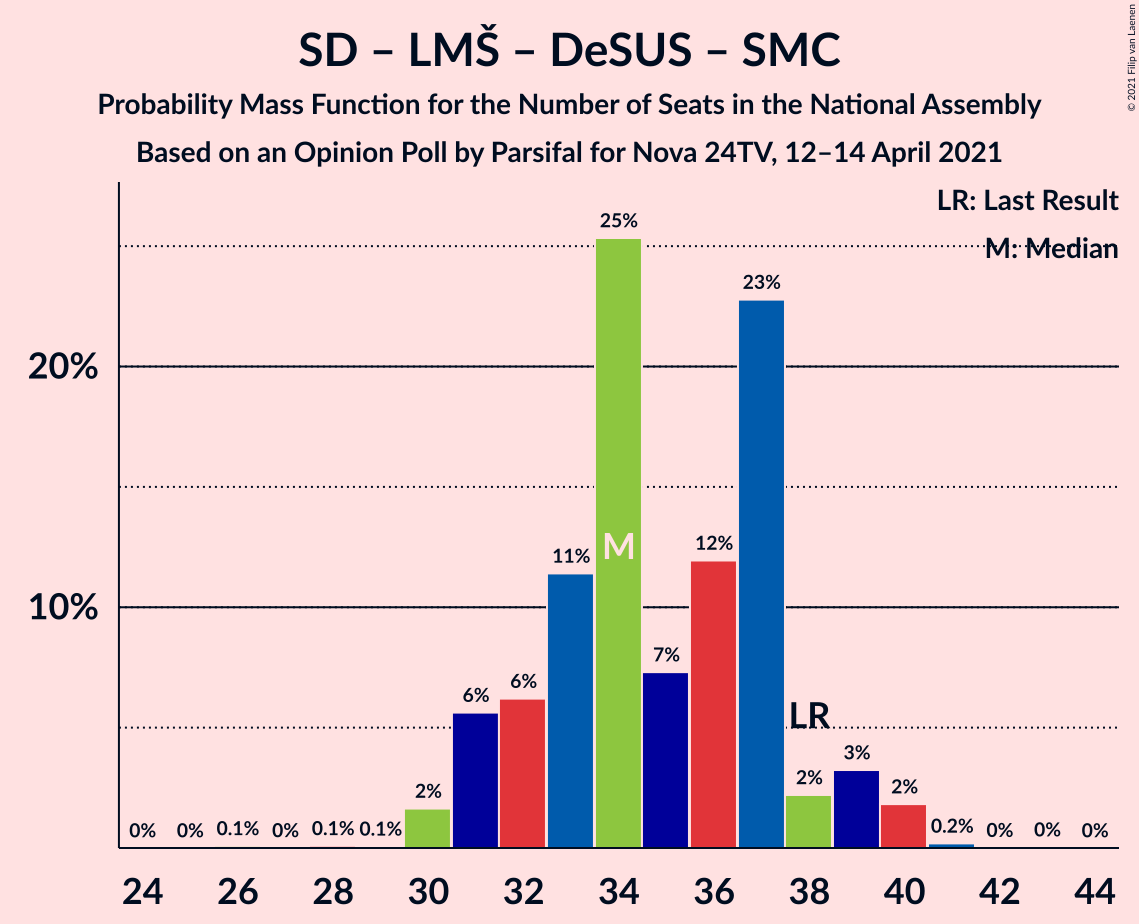 SD – LMŠ – DeSUS – SMC
Probability Mass Function for the Number of Seats in the National Assembly
Based on an Opinion Poll by Parsifal for Nova 24TV, 12–14 April 2021
© 2021 Filip van Laenen
LR: Last Result
M: Median
20%
10%
0% 0% 0.1% 0% 0.1% 0.1% 2% 6% 6% 11% 25% 7% 12% 23% 2% 3% 2% 0.2% 0% 0% 0%
M
LR
24 26 28 30 32 34 36 38 40 42 44